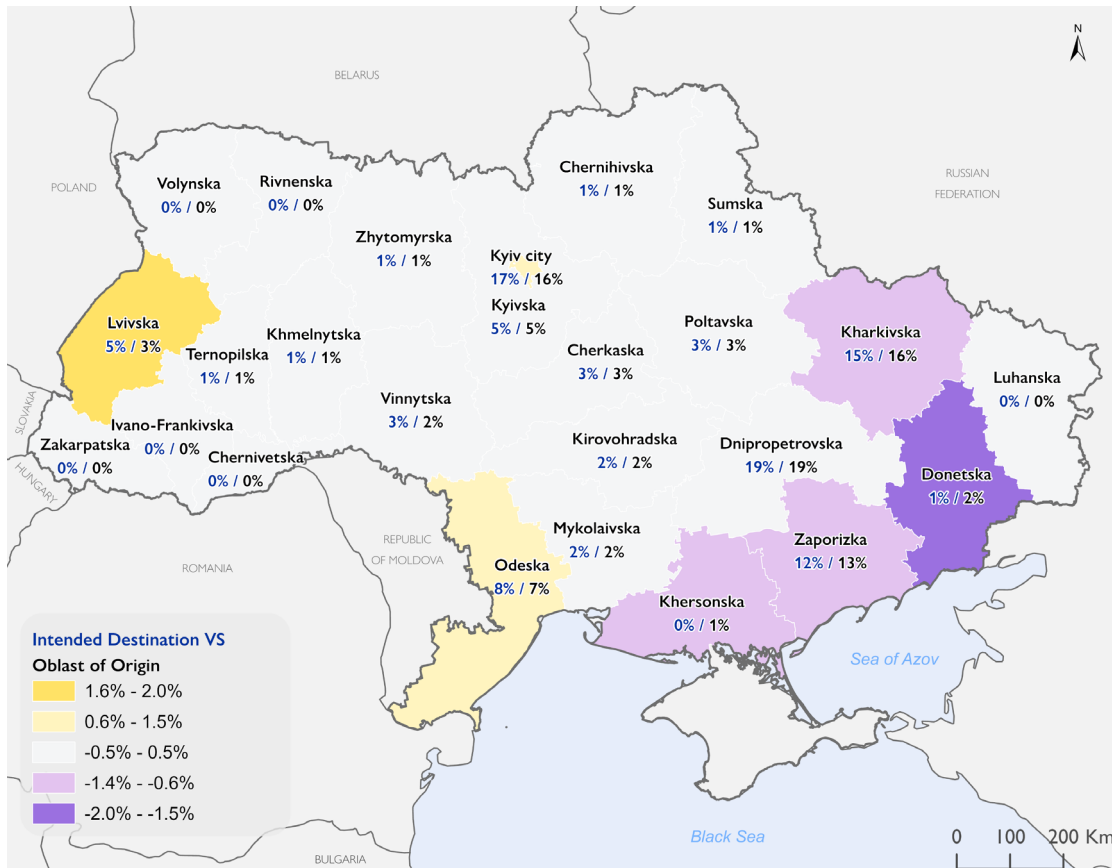 N
BELARUS
POLAND
RUSSIAN
FEDERATION
Volynska
0% / 0%
Rivnenska
0% / 0%
Chernihivska
1% / 1%
Sumska
1% / 1%
Zhytomyrska
1% / 1%
Kyiv city
17% / 16%
Kyivska
5% / 5%
Lvivska
5% / 3%
Ternopilska
1% / 1%
Khmelnytska
1% / 1%
Cherkaska
3% / 3%
Poltavska
3% / 3%
Kharkivska
15% / 16%
Luhanska
0% / 0%
Vinnytska
3% / 2%
SLOVAKIA
Ivano-Frankivska
0% / 0%
Zakarpatska
0% / 0%
Chernivetska
0% / 0%
HUNGARY
Kirovohradska
2% / 2%
Dnipropetrovska
19% / 19%
Donetska
1% / 2%
Mykolaivska
2% / 2%
Zaporizka
12% / 13%
REPUBLIC
OF MOLDOVA
ROMANIA
Odeska
8% / 7%
Khersonska
0% / 1%
Sea of Azov
Intended Destination VS
Oblast of Origin
1.6% - 2.0%
0.6% - 1.5%
-0.5% - 0.5%
-1.4% - -0.6%
-2.0% - -1.5%
Black Sea
0 100 200 Km
BULGARIA